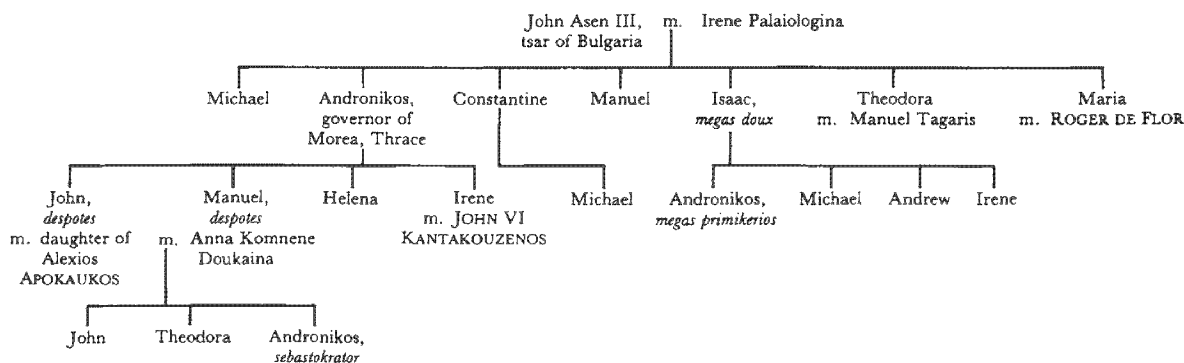 John Asen III, m. Irene Palaiologina
tsar of Bulgaria
Michael Andronikos, Constantine Manuel Isaac, Theodora Maria
governor of megas doux m. Manuel Tagaris m. ROGER DE FLOR
Morea, Thrace
John, Manuel, Helena Irene Michael Andronikos, Michael Andrew Irene
despotes despotes m. JOHN VI megas primikerios
m. daughter of m. Anna Komnene KANTAKOUZENOS
Alexios Doukaina
APOKAUKOS
John Theodora Andronikos,
sebastokrator